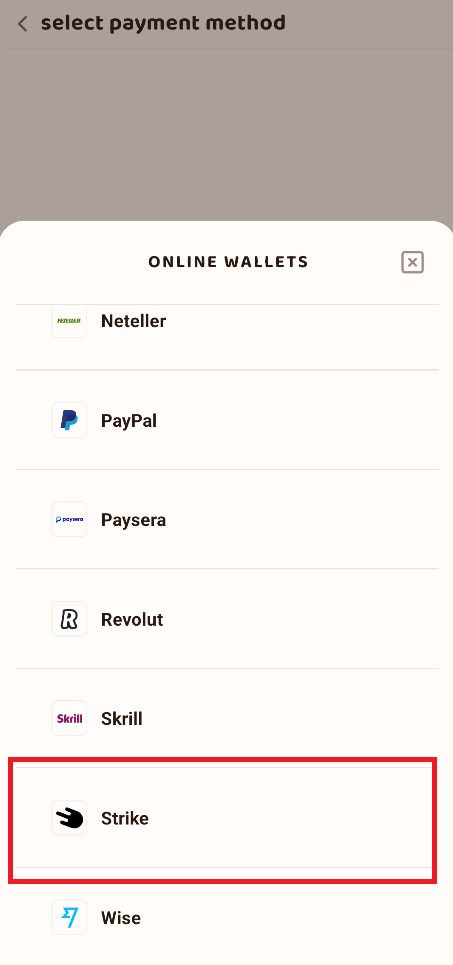 select payment method
ONLINE WALLETS
NETELLER Neteller
PayPal
paysera Paysera
Revolut
Skrill Skrill
Strike
Wise